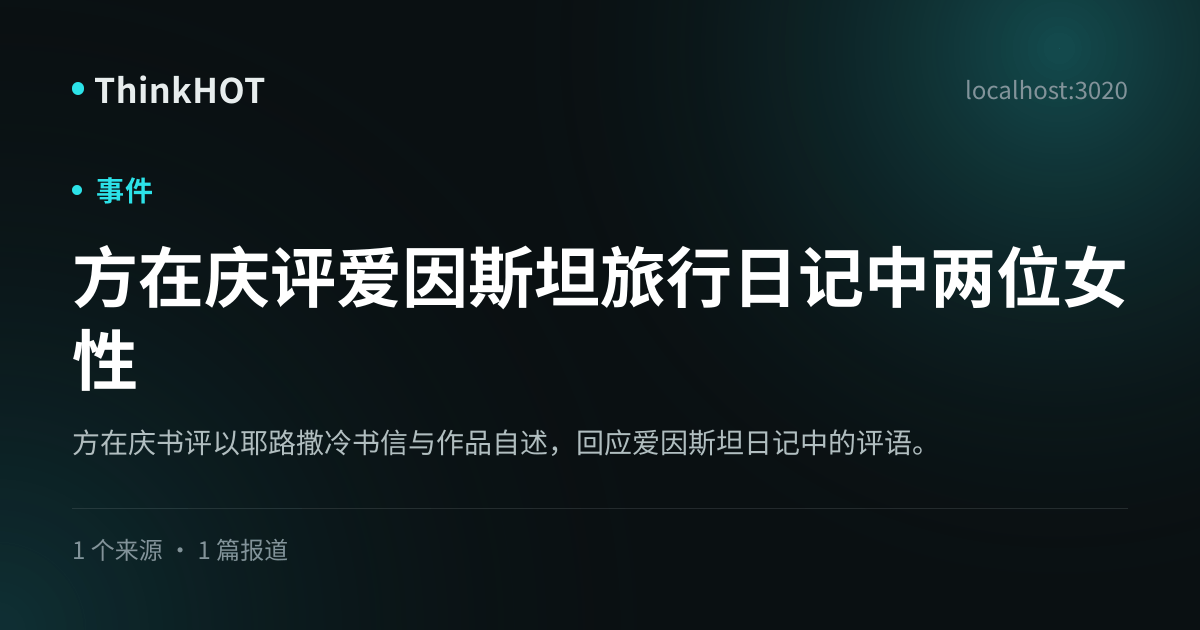 ThinkHOT
localhost:3020
事件
方在庆评爱因斯坦旅行日记中两位女
性
方在庆书评以耶路撒冷书信与作品自述，回应爱因斯坦日记中的评语。
1 个来源 · 1 篇报道